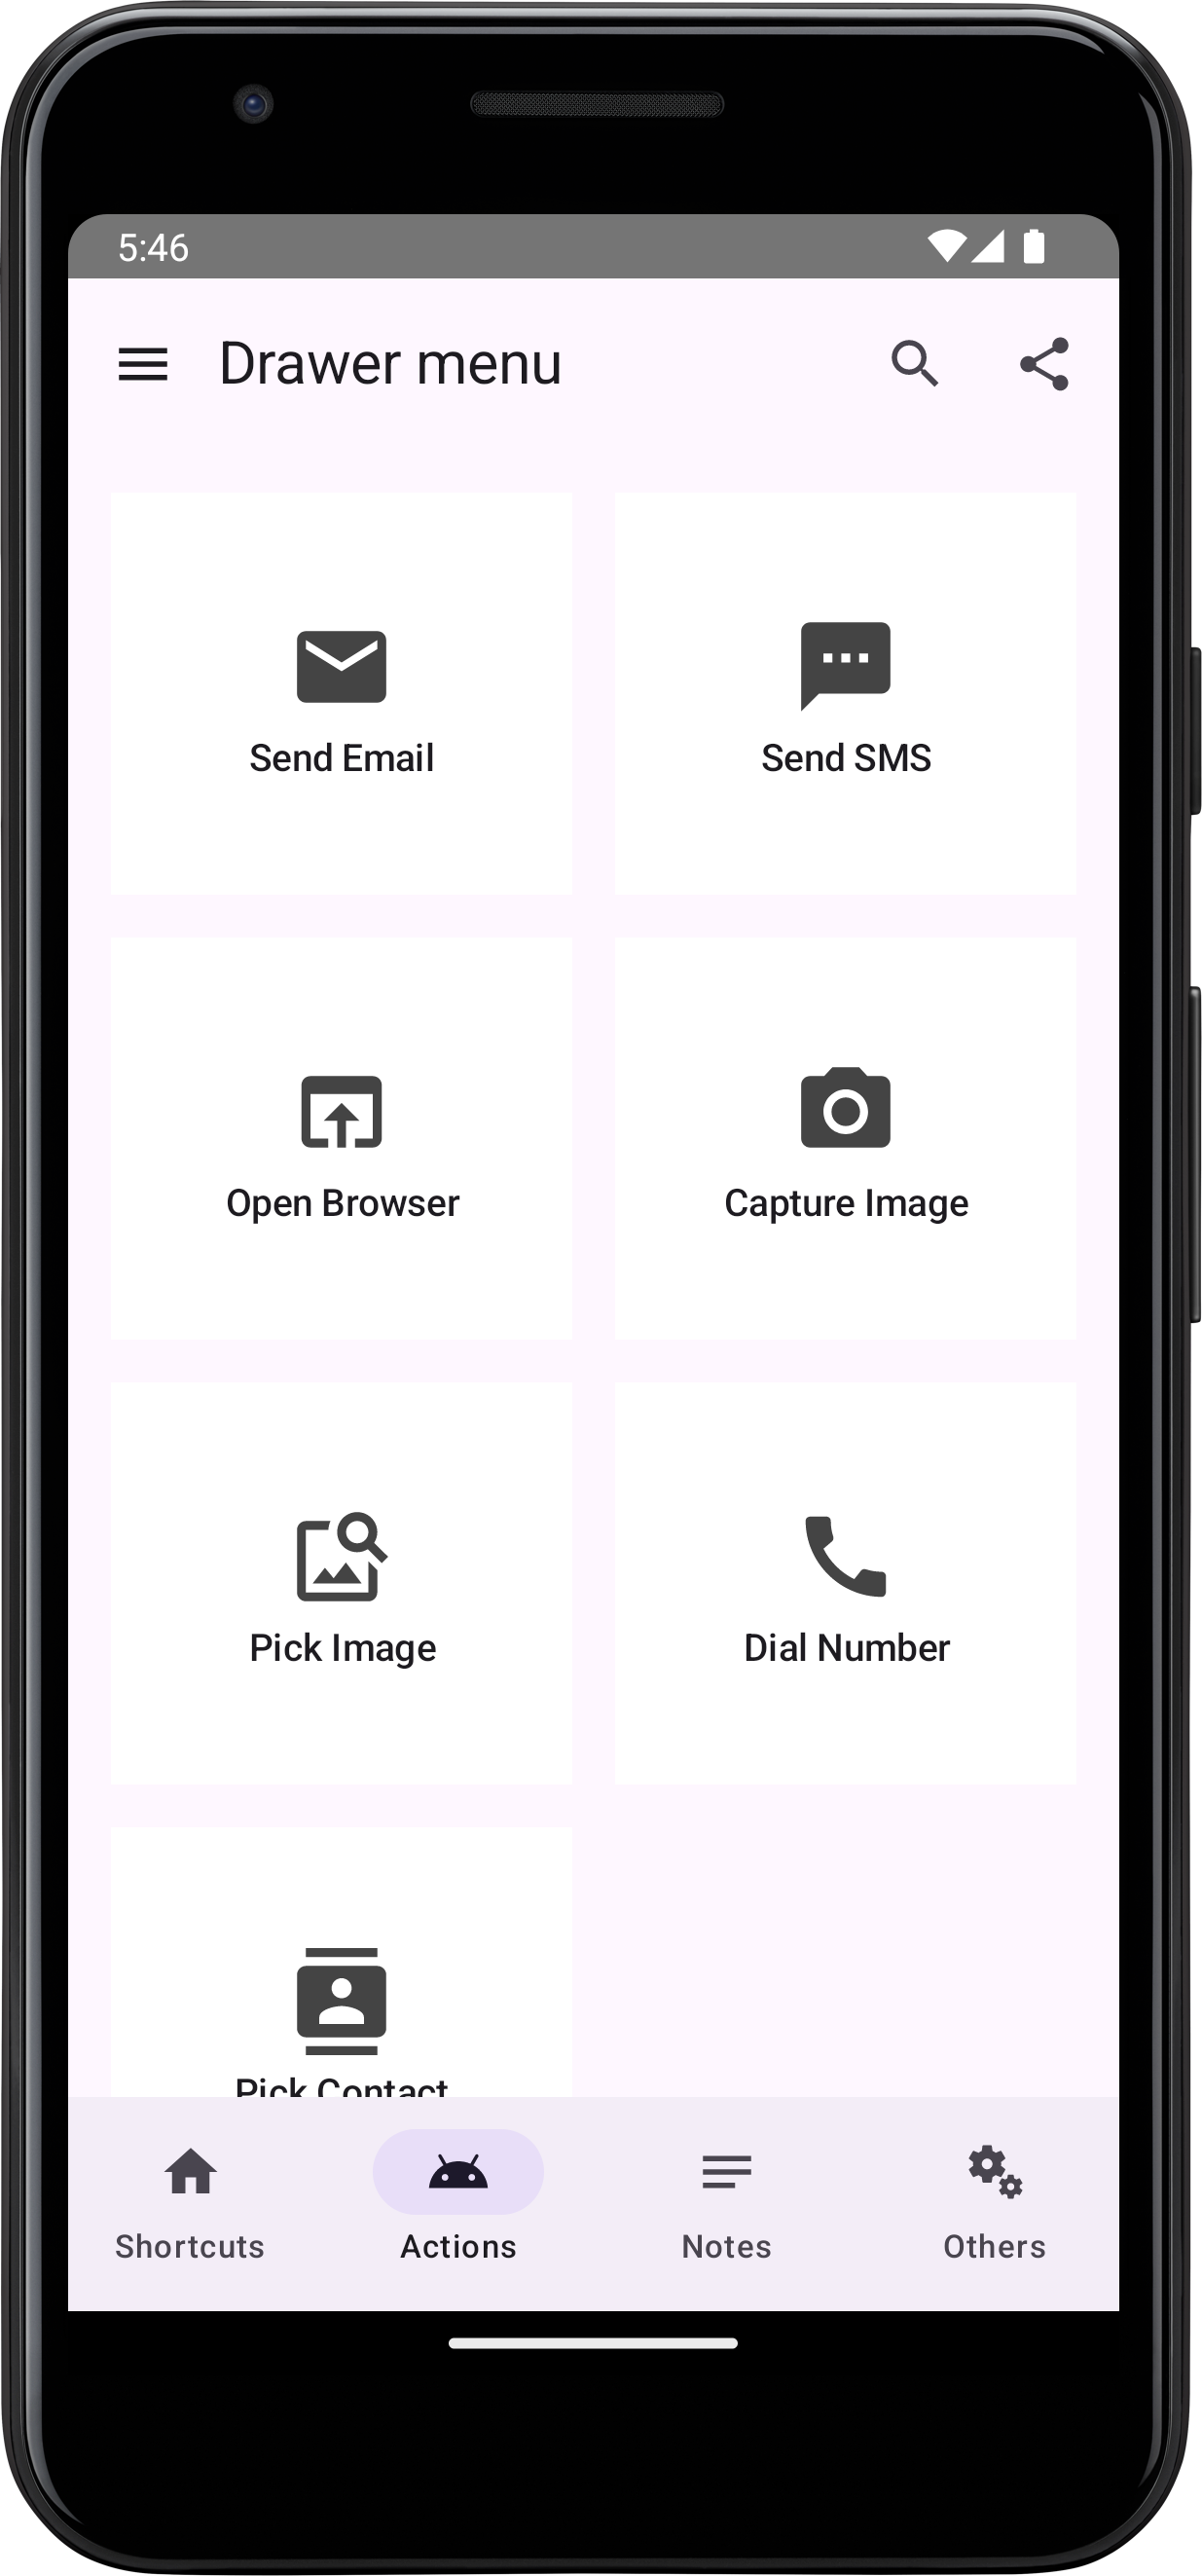 5:46
Drawer menu
Send Email
Send SMS
Open Browser
Capture Image
Pick Image
Dial Number
Pick Contact
Shortcuts
Actions
Notes
Others